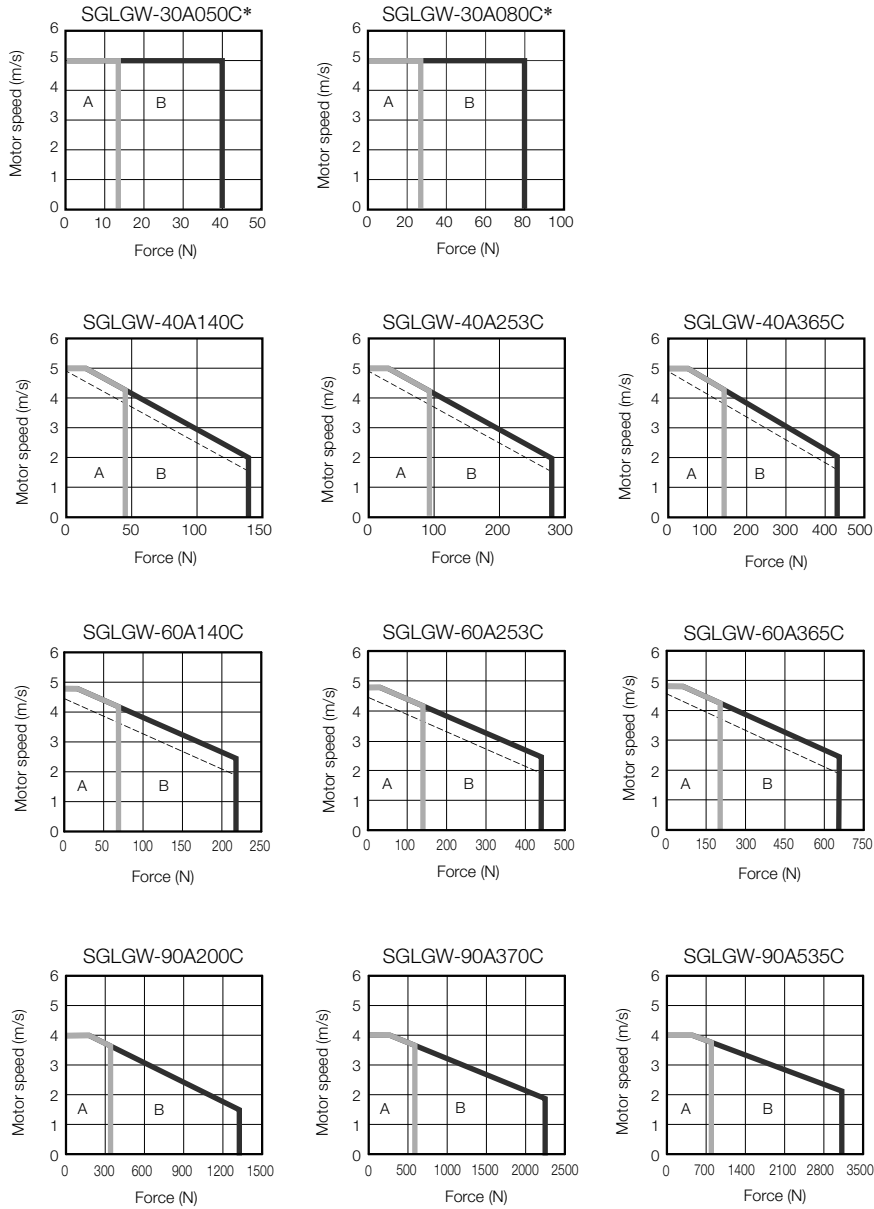 SGLGW-30A050C*
Motor speed (m/s)
6
5
4
3
2
1
0
A
B
0 10 20 30 40 50
Force (N)
SGLGW-30A080C*
Motor speed (m/s)
6
5
4
3
2
1
0
A
B
0 20 40 60 80 100
Force (N)
SGLGW-40A140C
Motor speed (m/s)
6
5
4
3
2
1
0
A
B
0 50 100 150
Force (N)
SGLGW-40A253C
Motor speed (m/s)
6
5
4
3
2
1
0
A
B
0 100 200 300
Force (N)
SGLGW-40A365C
Motor speed (m/s)
6
5
4
3
2
1
0
A
B
0 100 200 300 400 500
Force (N)
SGLGW-60A140C
Motor speed (m/s)
6
5
4
3
2
1
0
A
B
0 50 100 150 200 250
Force (N)
SGLGW-60A253C
Motor speed (m/s)
6
5
4
3
2
1
0
A
B
0 100 200 300 400 500
Force (N)
SGLGW-60A365C
Motor speed (m/s)
6
5
4
3
2
1
0
A
B
0 150 300 450 600 750
Force (N)
SGLGW-90A200C
Motor speed (m/s)
6
5
4
3
2
1
0
A
B
0 300 600 900 1200 1500
Force (N)
SGLGW-90A370C
Motor speed (m/s)
6
5
4
3
2
1
0
A
B
0 500 1000 1500 2000 2500
Force (N)
SGLGW-90A535C
Motor speed (m/s)
6
5
4
3
2
1
0
A
B
0 700 1400 2100 2800 3500
Force (N)